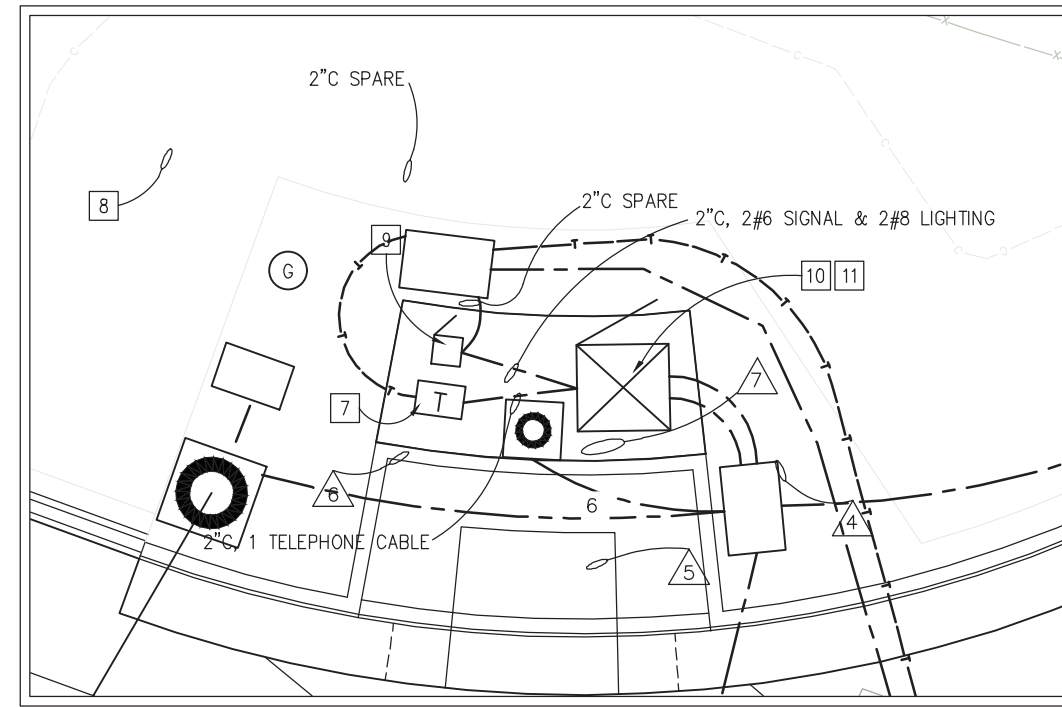 2"C SPARE
8
2"C SPARE
2"C, 2#6 SIGNAL & 2#8 LIGHTING
9
G
10 11
7
7
T
6
6
4
2"C, 1 TELEPHONE CABLE
5